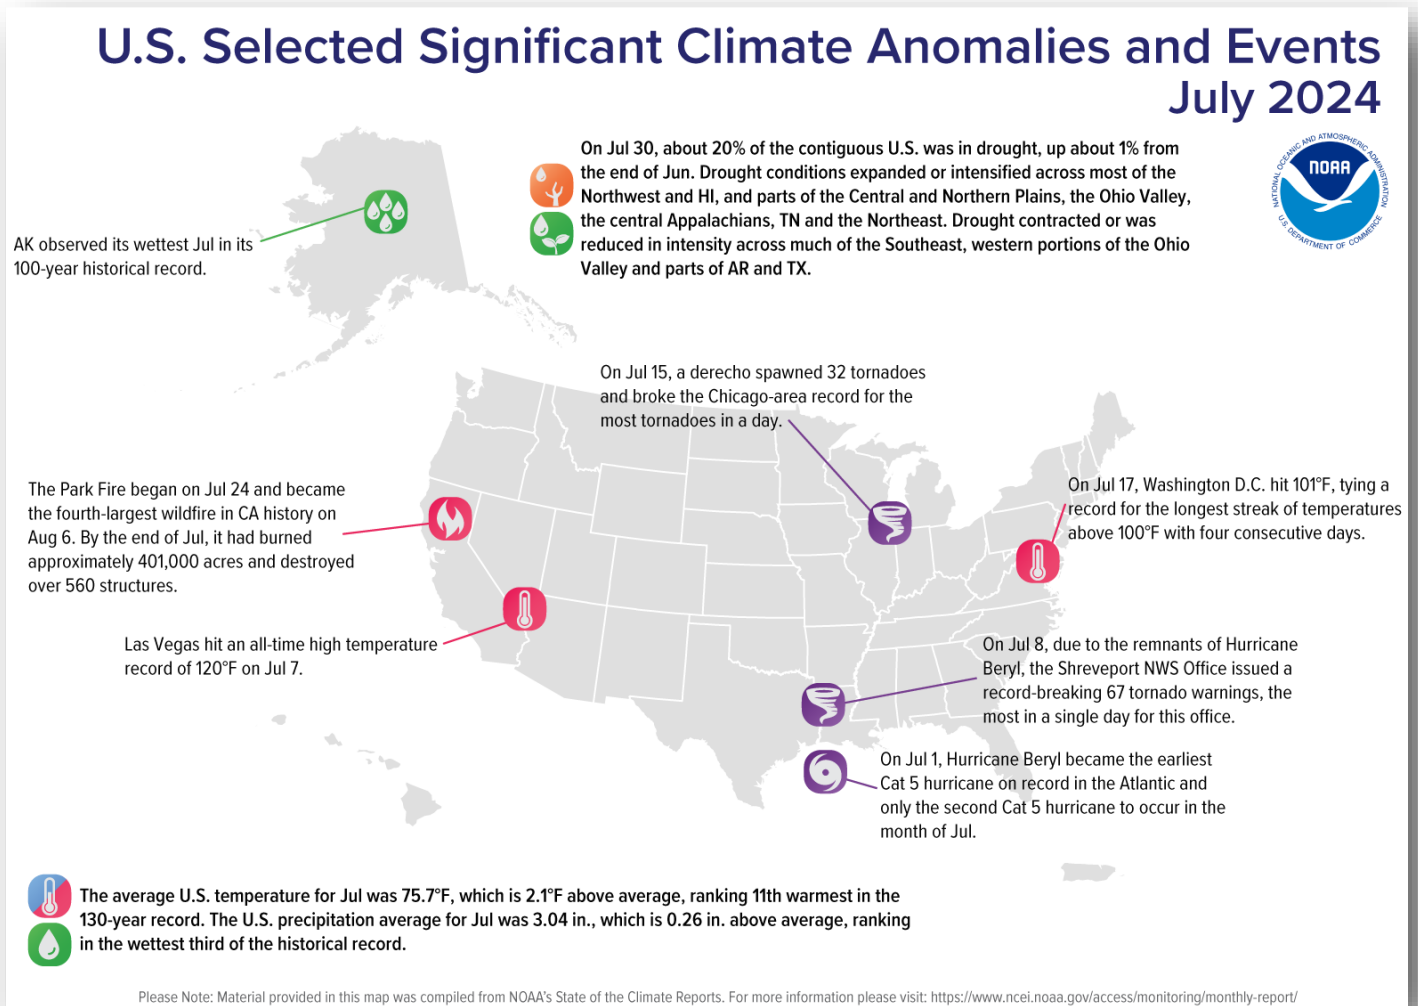 U.S. Selected Significant Climate Anomalies and Events
July 2024
On Jul 30, about 20% of the contiguous U.S. was in drought, up about 1% from
the end of Jun. Drought conditions expanded or intensified across most of the
Northwest and HI, and parts of the Central and Northern Plains, the Ohio Valley,
the central Appalachians, TN and the Northeast. Drought contracted or was
reduced in intensity across much of the Southeast, western portions of the Ohio
Valley and parts of AR and TX.
NATIONAL OCEANIC AND ATMOSPHERIC ADMINISTRATION
NOAA
U.S. DEPARTMENT OF COMMERCE
AK observed its wettest Jul in its
100-year historical record.
On Jul 15, a derecho spawned 32 tornadoes
and broke the Chicago-area record for the
most tornadoes in a day.
The Park Fire began on Jul 24 and became
the fourth-largest wildfire in CA history on
Aug 6. By the end of Jul, it had burned
approximately 401,000 acres and destroyed
over 560 structures.
On Jul 17, Washington D.C. hit 101°F, tying a
record for the longest streak of temperatures
above 100°F with four consecutive days.
Las Vegas hit an all-time high temperature
record of 120°F on Jul 7.
On Jul 8, due to the remnants of Hurricane
Beryl, the Shreveport NWS Office issued a
record-breaking 67 tornado warnings, the
most in a single day for this office.
On Jul 1, Hurricane Beryl became the earliest
Cat 5 hurricane on record in the Atlantic and
only the second Cat 5 hurricane to occur in the
month of Jul.
The average U.S. temperature for Jul was 75.7°F, which is 2.1°F above average, ranking 11th warmest in the
130-year record. The U.S. precipitation average for Jul was 3.04 in., which is 0.26 in. above average, ranking
in the wettest third of the historical record.
Please Note: Material provided in this map was compiled from NOAA's State of the Climate Reports. For more information please visit: https://www.ncei.noaa.gov/access/monitoring/monthly-report/